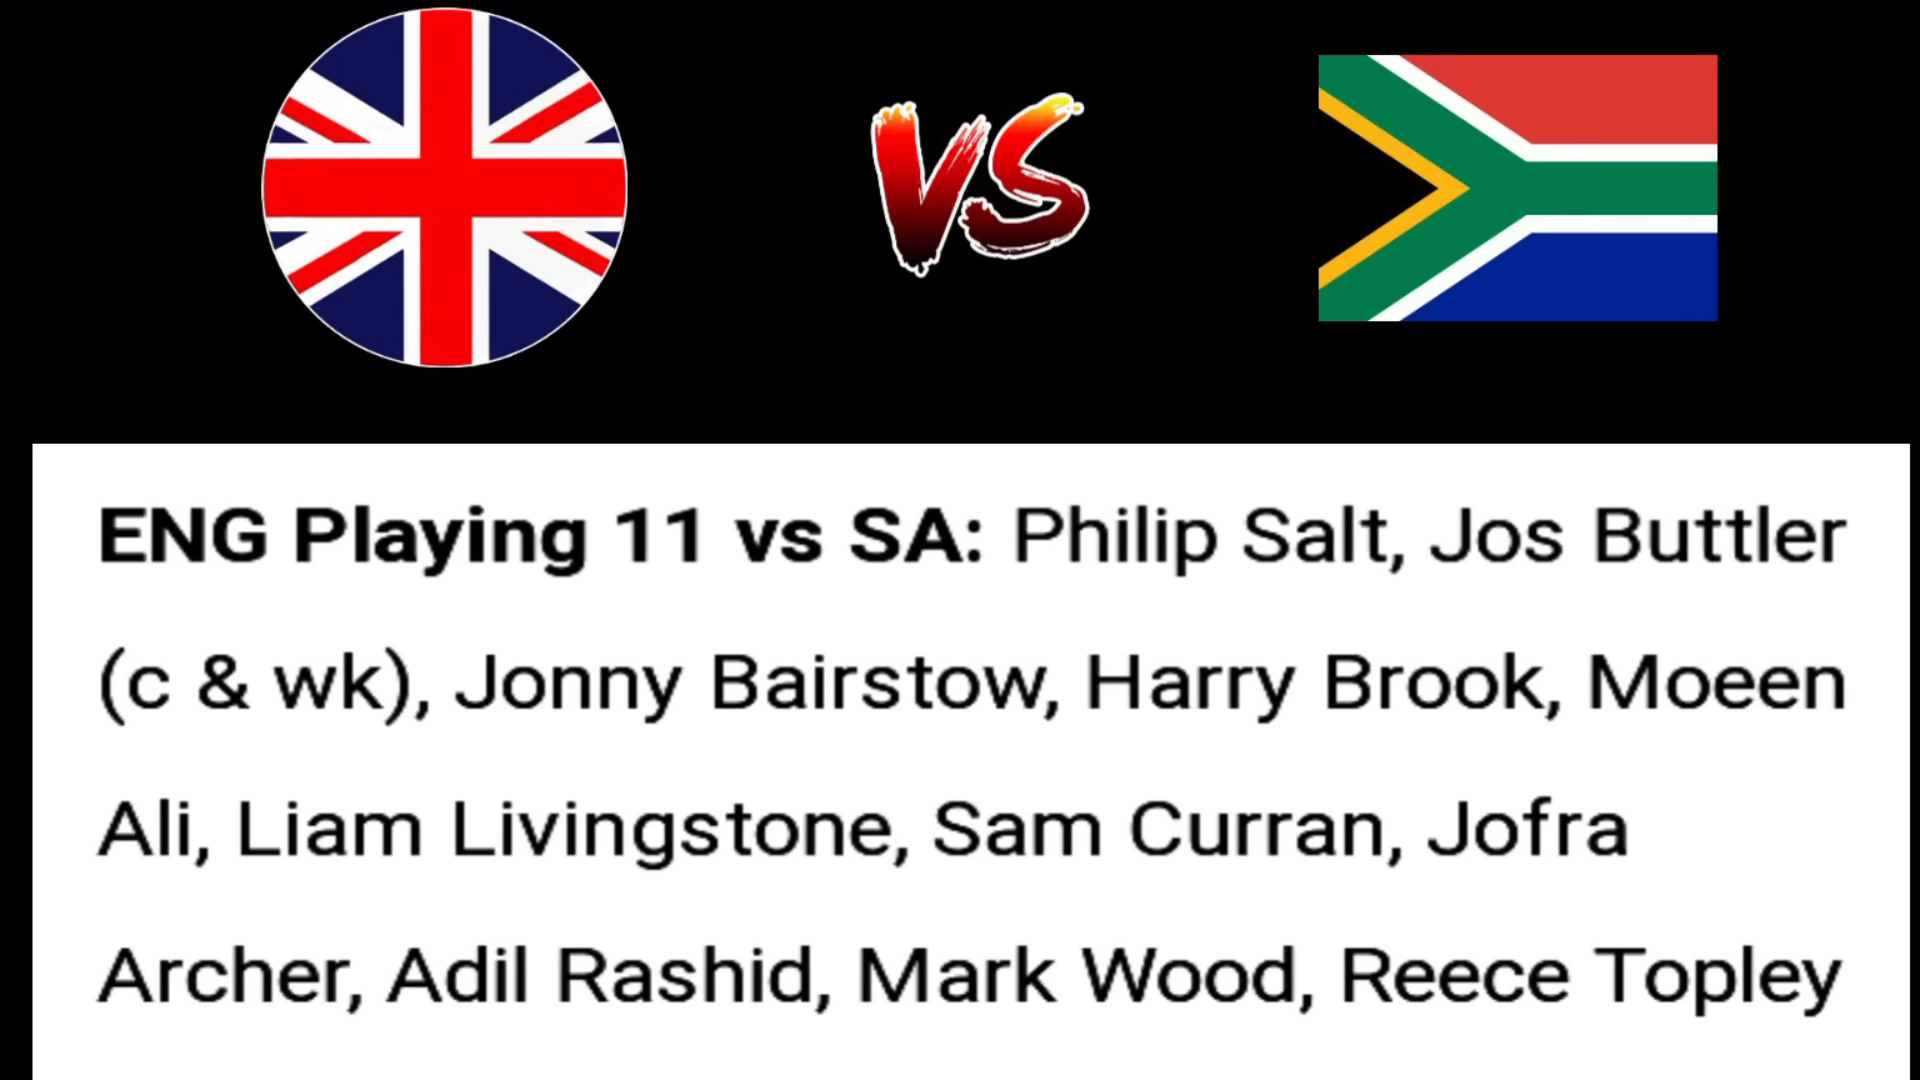 VS
ENG Playing 11 vs SA: Philip Salt, Jos Buttler
(c & wk), Jonny Bairstow, Harry Brook, Moeen
Ali, Liam Livingstone, Sam Curran, Jofra
Archer, Adil Rashid, Mark Wood, Reece Topley